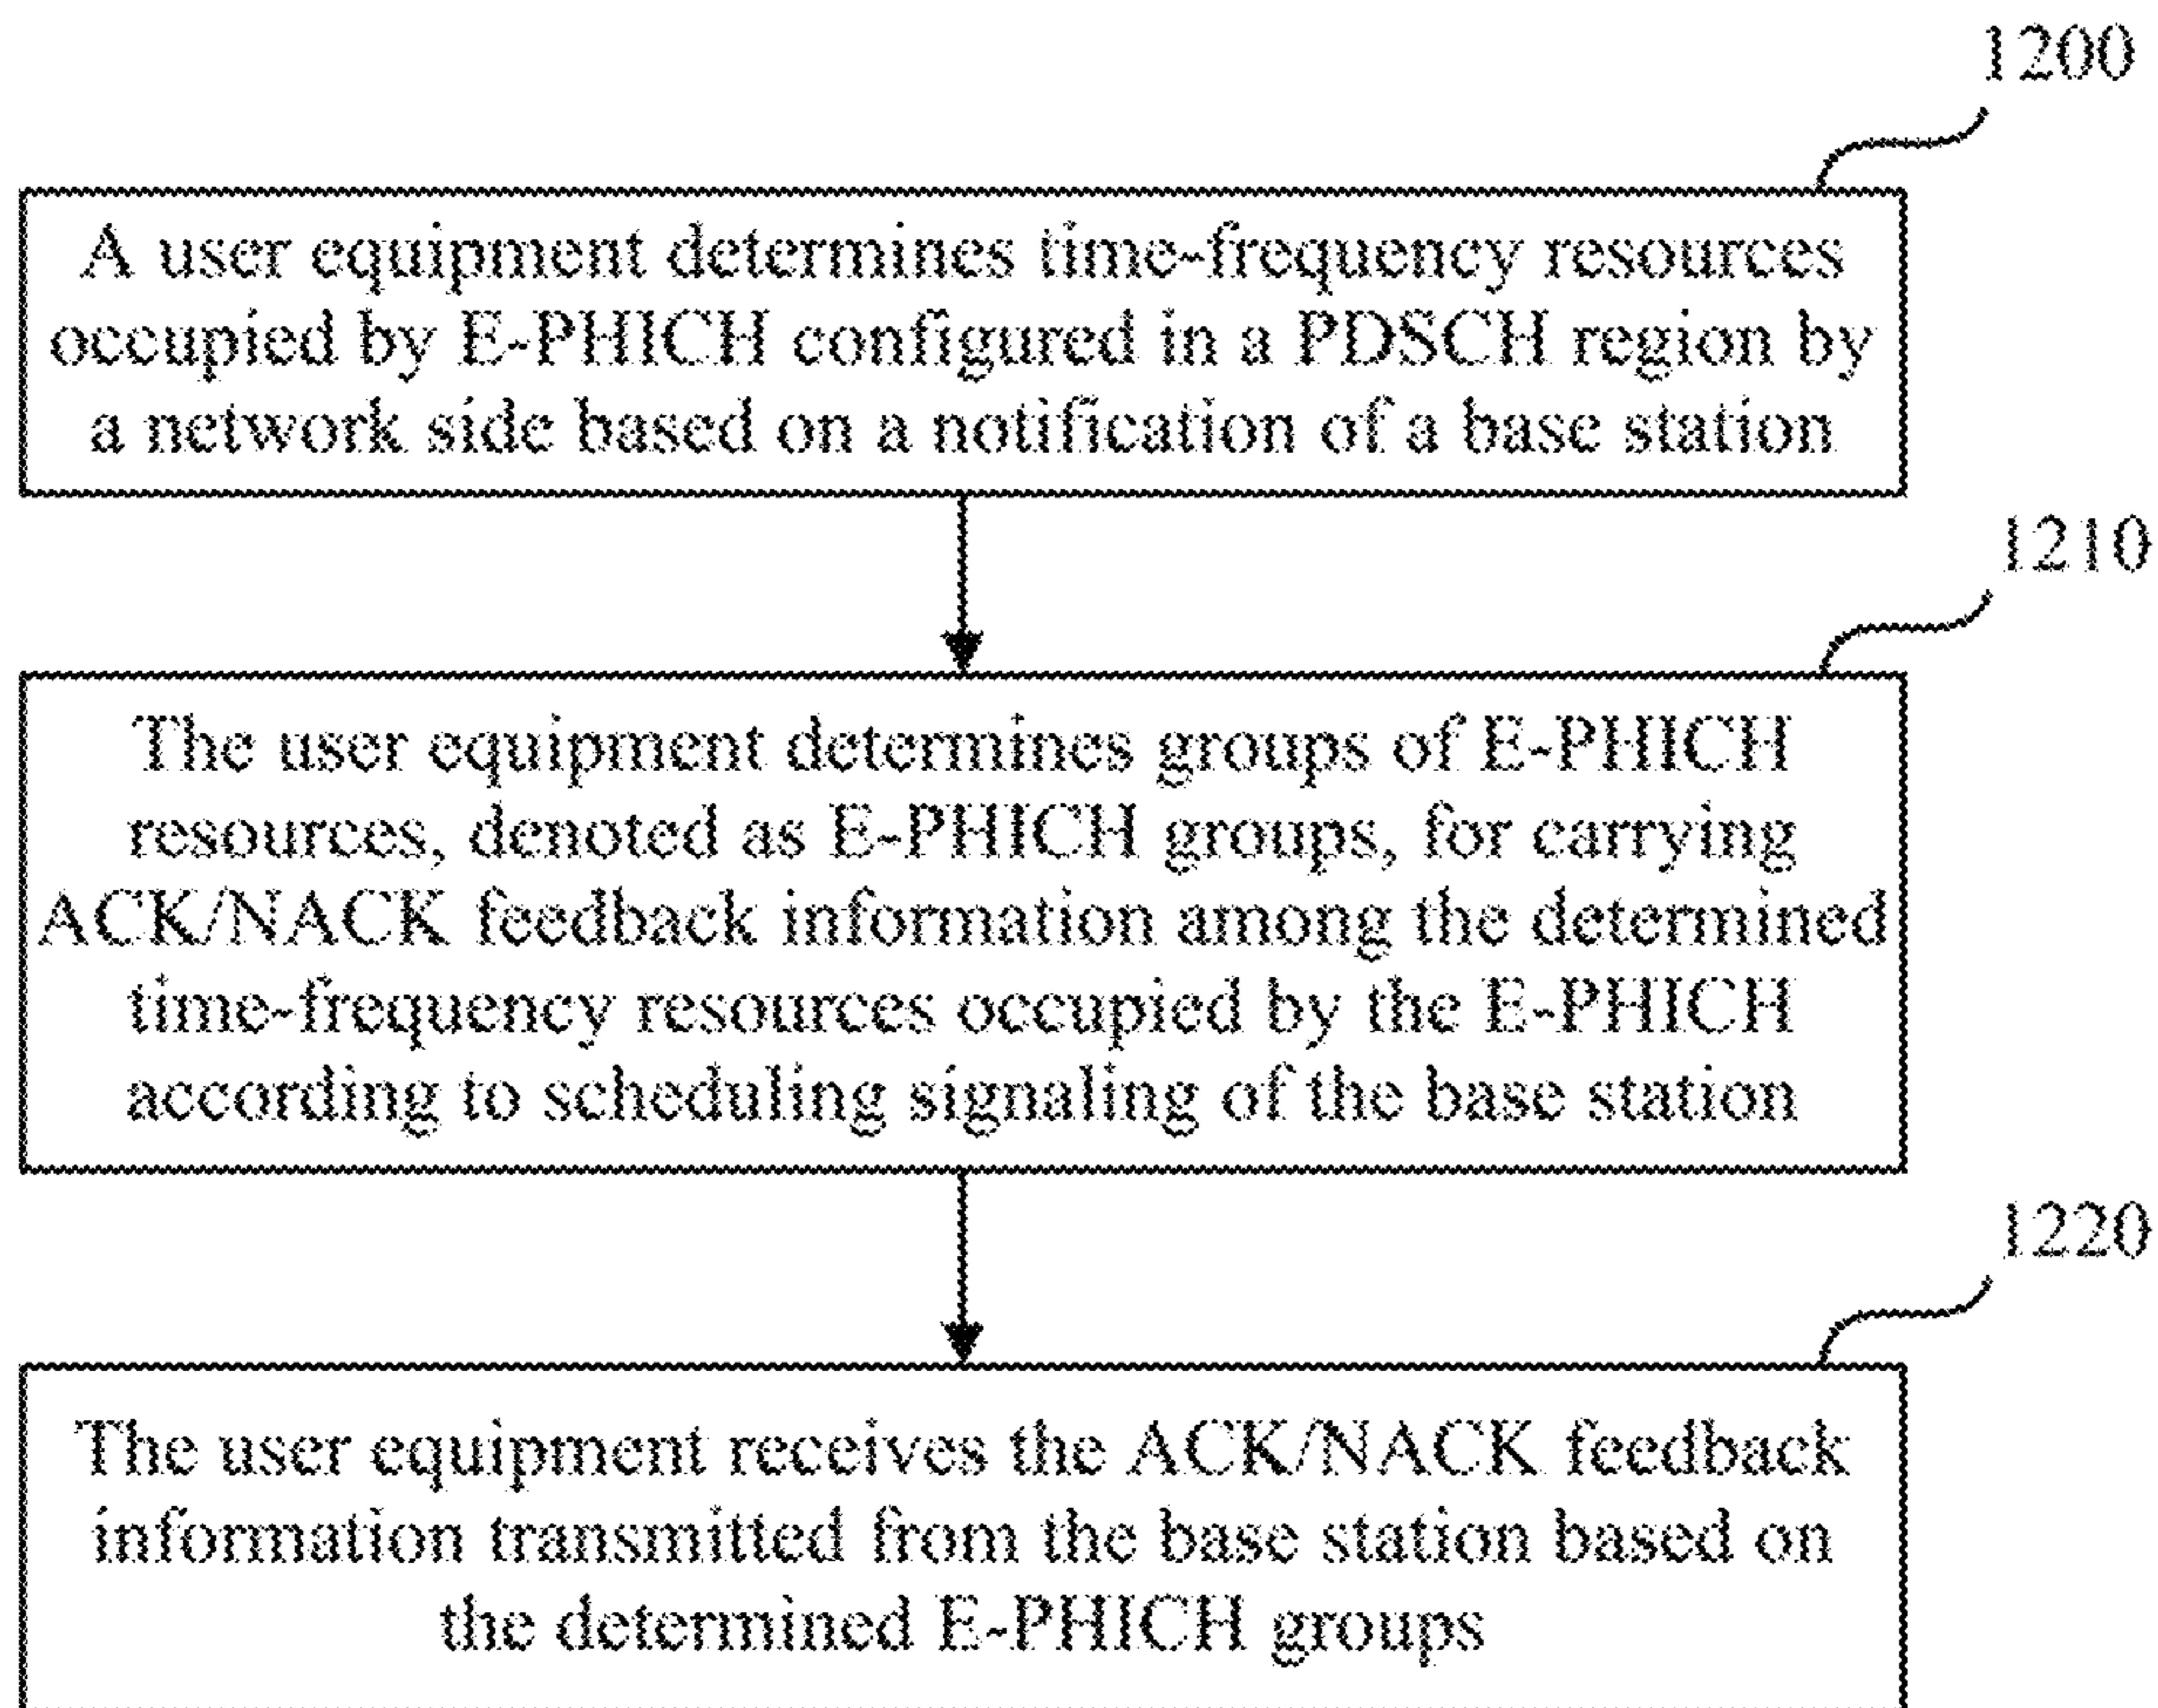 1200
A user equipment determines time-frequency resources
occupied by E-PHICH configured in a PDSCH region by
a network side based on a notification of a base station
1210
The user equipment determines groups of E-PHICH
resources, denoted as E-PHICH groups, for carrying
ACK/NACK feedback information among the determined
time-frequency resources occupied by the E-PHICH
according to scheduling signaling of the base station
1220
The user equipment receives the ACK/NACK feedback
information transmitted from the base station based on
the determined E-PHICH groups